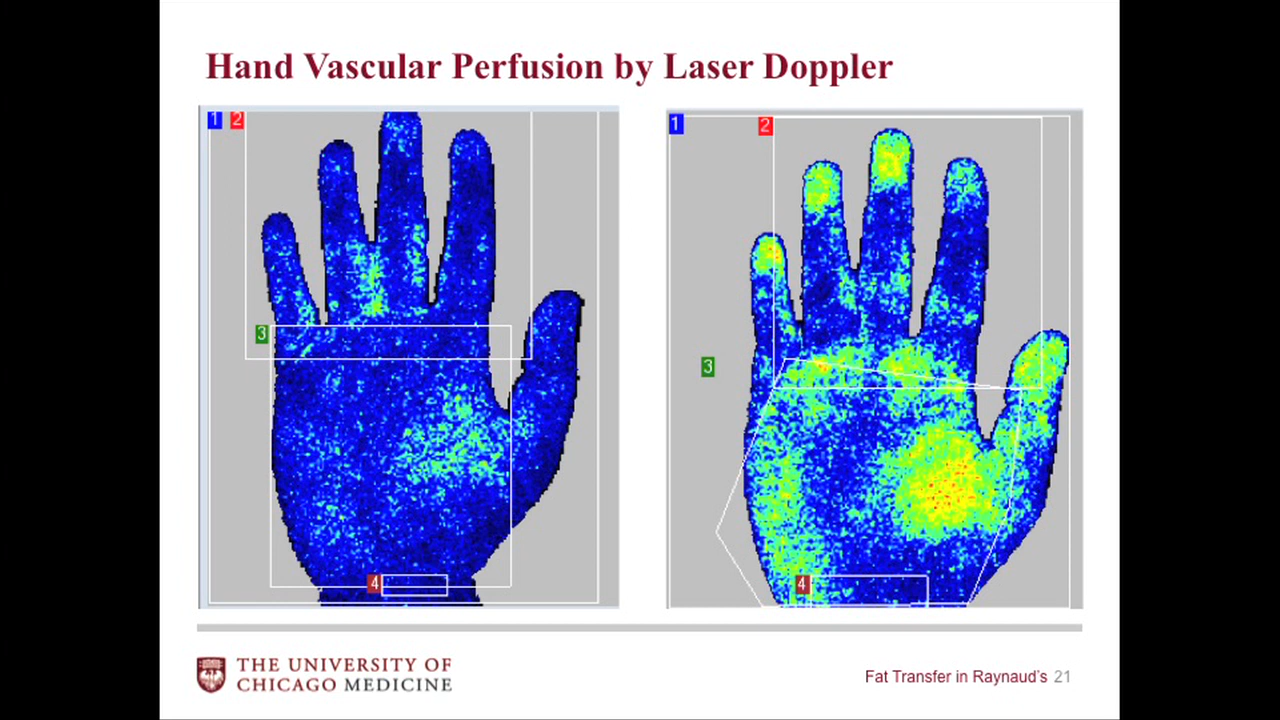 Hand Vascular Perfusion by Laser Doppler
1 2
3
4
1 2
3
4
THE UNIVERSITY OF
CHICAGO MEDICINE
Fat Transfer in Raynaud's 21